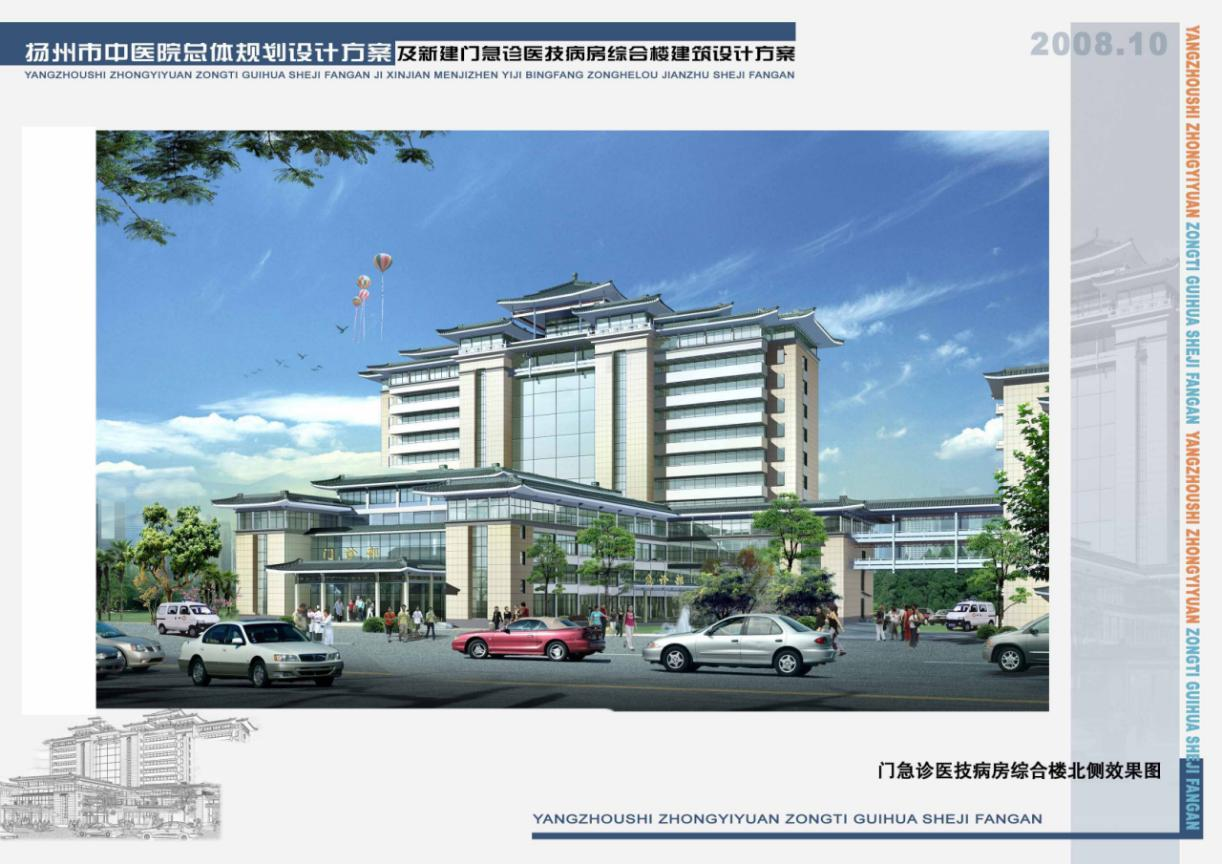 扬州市中医院总体规划设计方案及新建门急诊医技病房综合楼建筑设计方案
YANGZHOUSHI ZHONGYIYUAN ZONGTI GUIHUA SHEJI FANGAN JI XINJIAN MENJIZHEN YIJI BINGFANG ZONGHELOU JIANZHU SHEJI FANGAN
2008.10
YANGZHOUSHI ZHONGYIYUAN ZONGTI GUIHUA SHEJI FANGAN YANGZHOUSHI ZHONGYIYUAN ZONGTI GUIHUA SHEJI FANGAN
门急诊医技病房综合楼北侧效果图
YANGZHOUSHI ZHONGYIYUAN ZONGTI GUIHUA SHEJI FANGAN